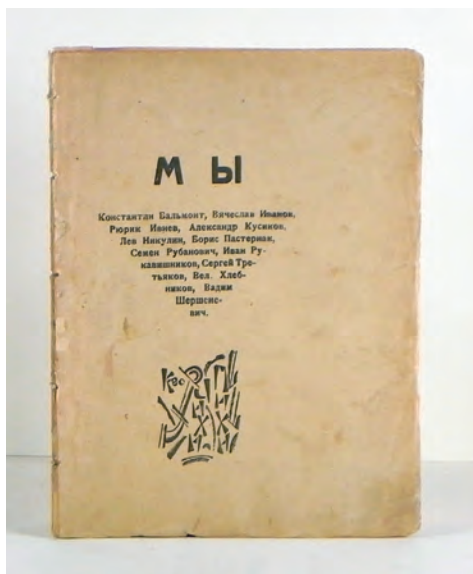 МЫ
Константин Бальмонт, Вячеслав Иванов,
Рюрик Ивнев, Александр Кусиков,
Лев Никулин, Борис Пастернак,
Семен Рубанович, Иван Ру-
кавишников, Сергей Тре-
тьяков, Вел. Хлеб-
ников, Вадим
Шершене-
вич.